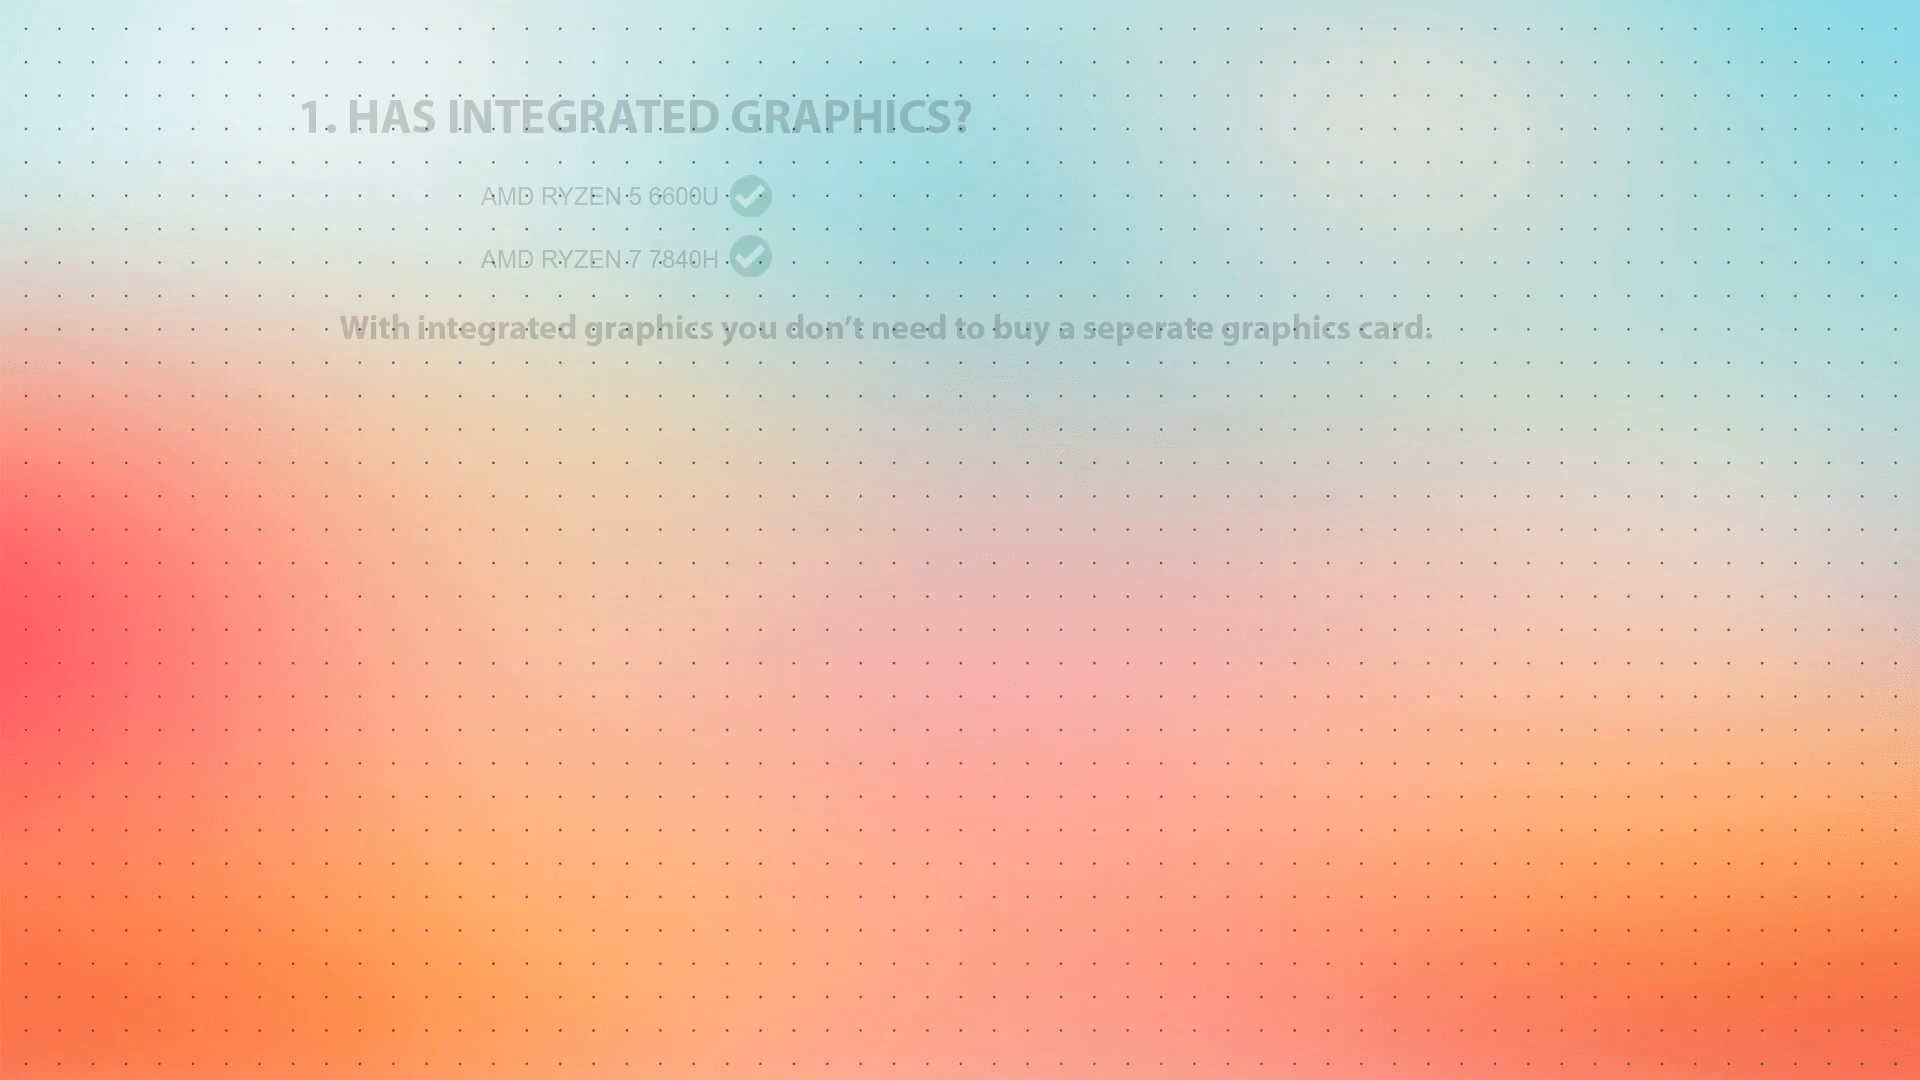 1. HAS INTEGRATED GRAPHICS?
AMD RYZEN 5 6600U
AMD RYZEN 7 7840H
With integrated graphics you don’t need to buy a seperate graphics card.